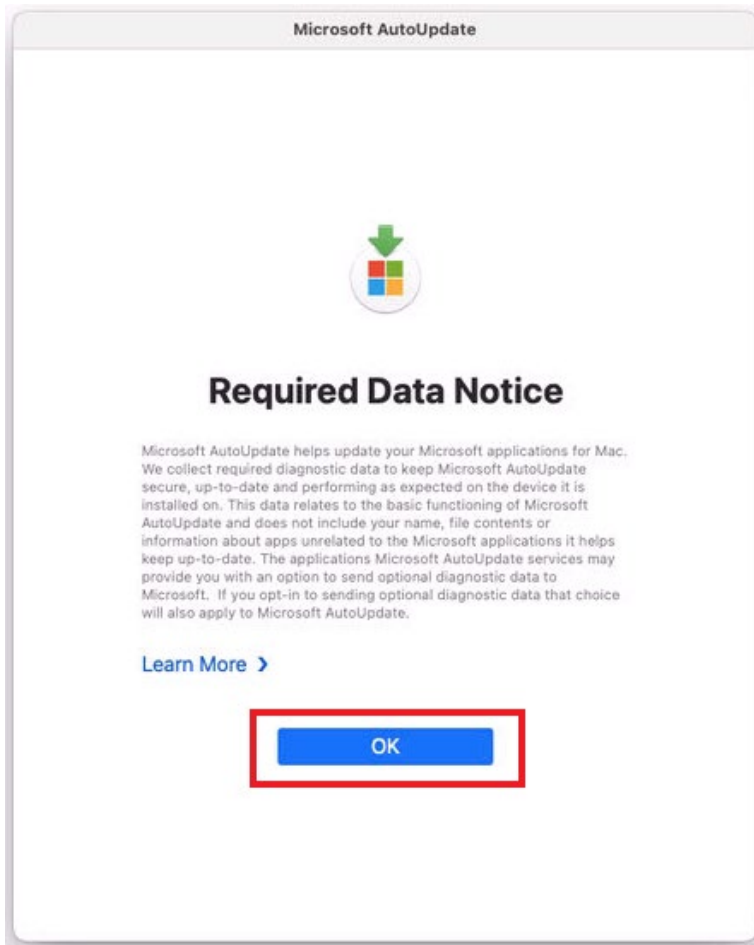 Microsoft AutoUpdate
Required Data Notice
Microsoft AutoUpdate helps update your Microsoft applications for Mac.
We collect required diagnostic data to keep Microsoft AutoUpdate
secure, up-to-date and performing as expected on the device it is
installed on. This data relates to the basic functioning of Microsoft
AutoUpdate and does not include your name, file contents or
information about apps unrelated to the Microsoft applications it helps
keep up-to-date. The applications Microsoft AutoUpdate services may
provide you with an option to send optional diagnostic data to
Microsoft.  If you opt-in to sending optional diagnostic data that choice
will also apply to Microsoft AutoUpdate.
Learn More ❯
OK